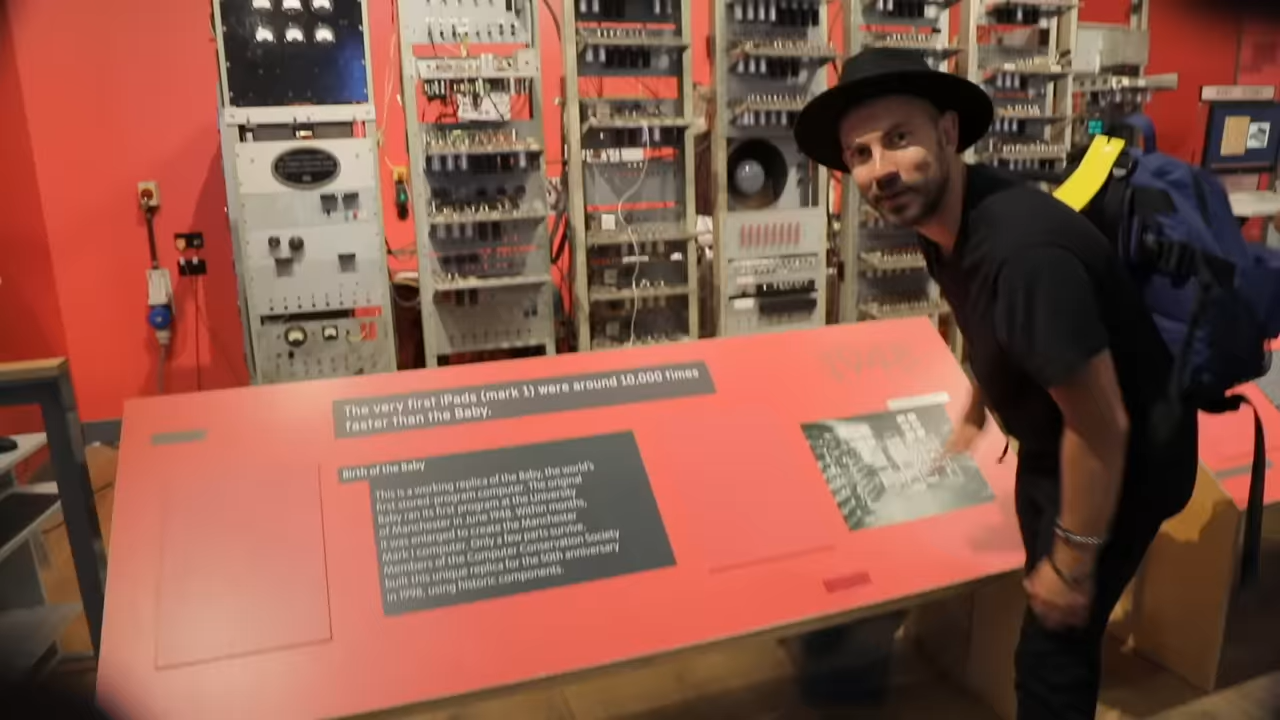 The very first iPads (mark 1) were around 10,000 times
faster than the Baby.
Birth of the Baby
This is a working replica of the Baby, the world's
first stored program computer. The original
Baby ran its first program at the University
of Manchester in June 1948. Within months,
it was enlarged to create the Manchester
Mark 1 computer. Only a few parts survive.
Members of the Computer Conservation Society
built this unique replica for the 50th anniversary
in 1998, using historic components.
1948